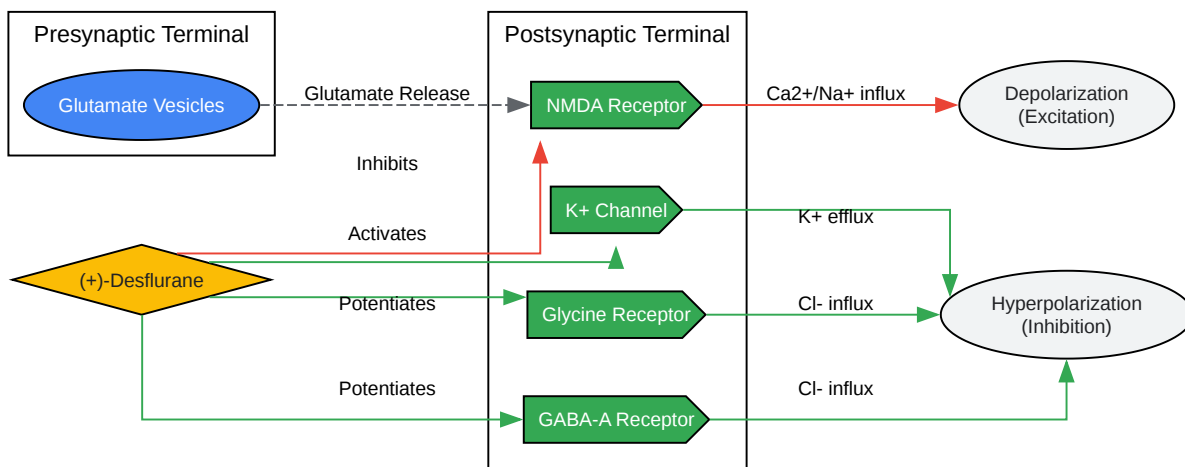 Presynaptic Terminal
Postsynaptic Terminal
Glutamate Vesicles
Glutamate Release
NMDA Receptor
Ca2+/Na+ influx
Depolarization
(Excitation)
Inhibits
K+ Channel
K+ efflux
Activates
(+)-Desflurane
Potentiates
Glycine Receptor
Cl- influx
Hyperpolarization
(Inhibition)
Potentiates
GABA-A Receptor
Cl- influx